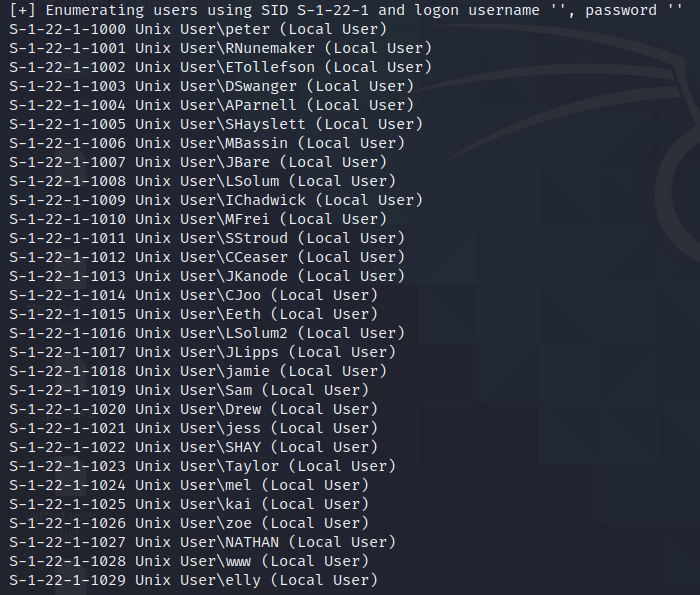 [+] Enumerating users using SID S-1-22-1 and logon username '', password ''
S-1-22-1-1000 Unix User\peter (Local User)
S-1-22-1-1001 Unix User\RNunemaker (Local User)
S-1-22-1-1002 Unix User\ETollefson (Local User)
S-1-22-1-1003 Unix User\DSwanger (Local User)
S-1-22-1-1004 Unix User\AParnell (Local User)
S-1-22-1-1005 Unix User\SHayslett (Local User)
S-1-22-1-1006 Unix User\MBassin (Local User)
S-1-22-1-1007 Unix User\JBare (Local User)
S-1-22-1-1008 Unix User\LSolum (Local User)
S-1-22-1-1009 Unix User\IChadwick (Local User)
S-1-22-1-1010 Unix User\MFrei (Local User)
S-1-22-1-1011 Unix User\SStroud (Local User)
S-1-22-1-1012 Unix User\CCeaser (Local User)
S-1-22-1-1013 Unix User\JKanode (Local User)
S-1-22-1-1014 Unix User\CJoo (Local User)
S-1-22-1-1015 Unix User\Eeth (Local User)
S-1-22-1-1016 Unix User\LSolum2 (Local User)
S-1-22-1-1017 Unix User\JLipps (Local User)
S-1-22-1-1018 Unix User\jamie (Local User)
S-1-22-1-1019 Unix User\Sam (Local User)
S-1-22-1-1020 Unix User\Drew (Local User)
S-1-22-1-1021 Unix User\jess (Local User)
S-1-22-1-1022 Unix User\SHAY (Local User)
S-1-22-1-1023 Unix User\Taylor (Local User)
S-1-22-1-1024 Unix User\mel (Local User)
S-1-22-1-1025 Unix User\kai (Local User)
S-1-22-1-1026 Unix User\zoe (Local User)
S-1-22-1-1027 Unix User\NATHAN (Local User)
S-1-22-1-1028 Unix User\www (Local User)
S-1-22-1-1029 Unix User\elly (Local User)